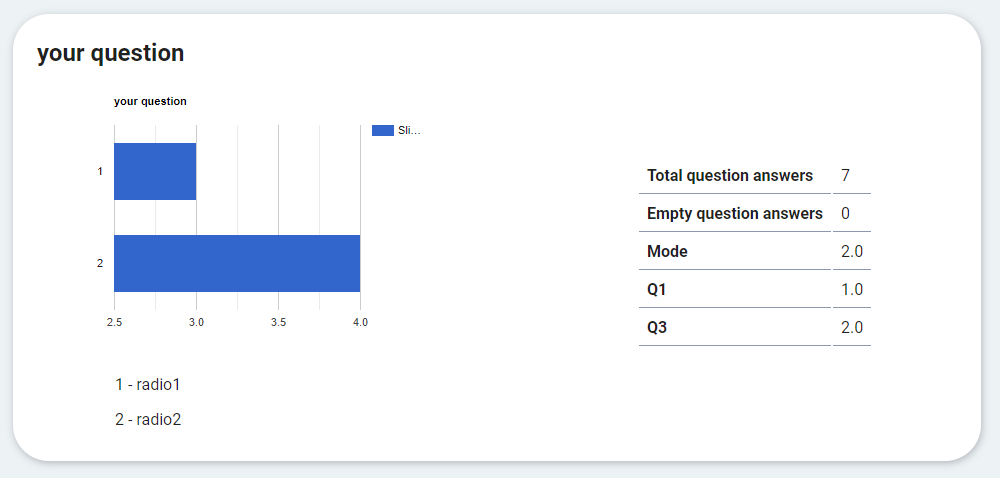 your question
your question
Sli...
1
2
2.5 3.0 3.5 4.0
1 - radio1
2 - radio2
Total question answers 7
Empty question answers 0
Mode 2.0
Q1 1.0
Q3 2.0